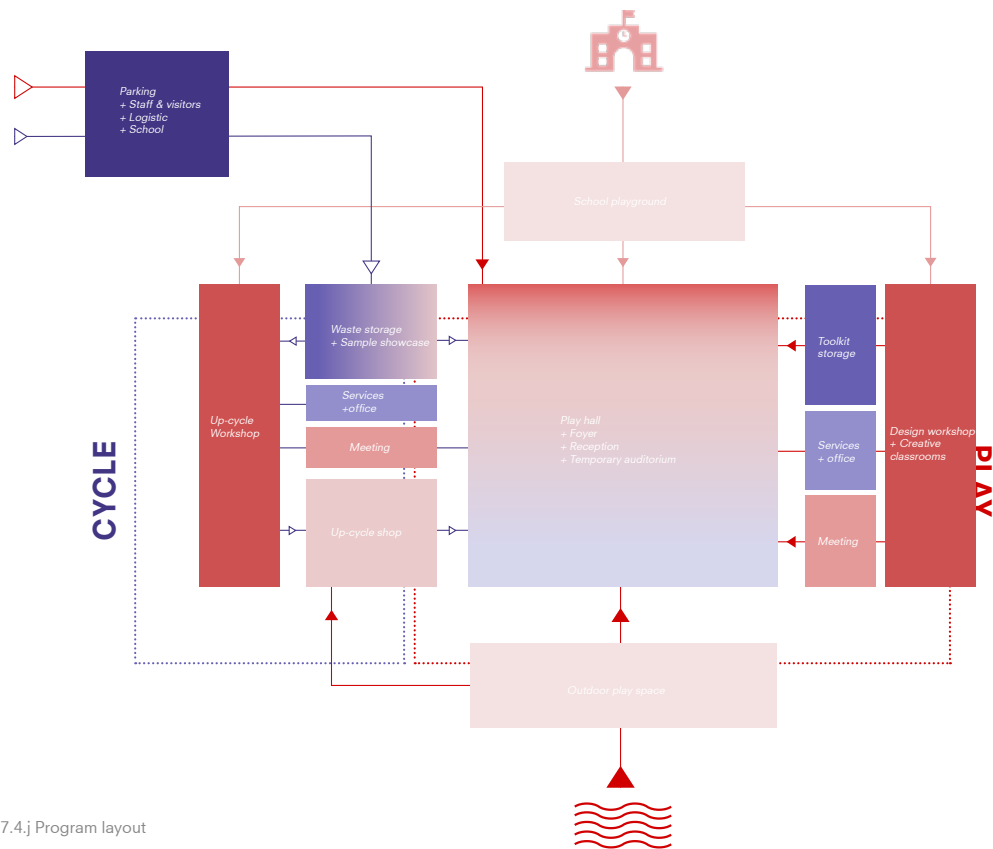 Parking
+ Staff & visitors
+ Logistic
+ School
School playground
Waste storage
+ Sample showcase
Services
+office
Meeting
Up-cycle
Workshop
Up-cycle shop
Play hall
+ Foyer
+ Reception
+ Temporary auditorium
Toolkit
storage
Services
+ office
Meeting
Design workshop
+ Creative
classrooms
CYCLE
PLAY
Outdoor play space
7.4.j Program layout